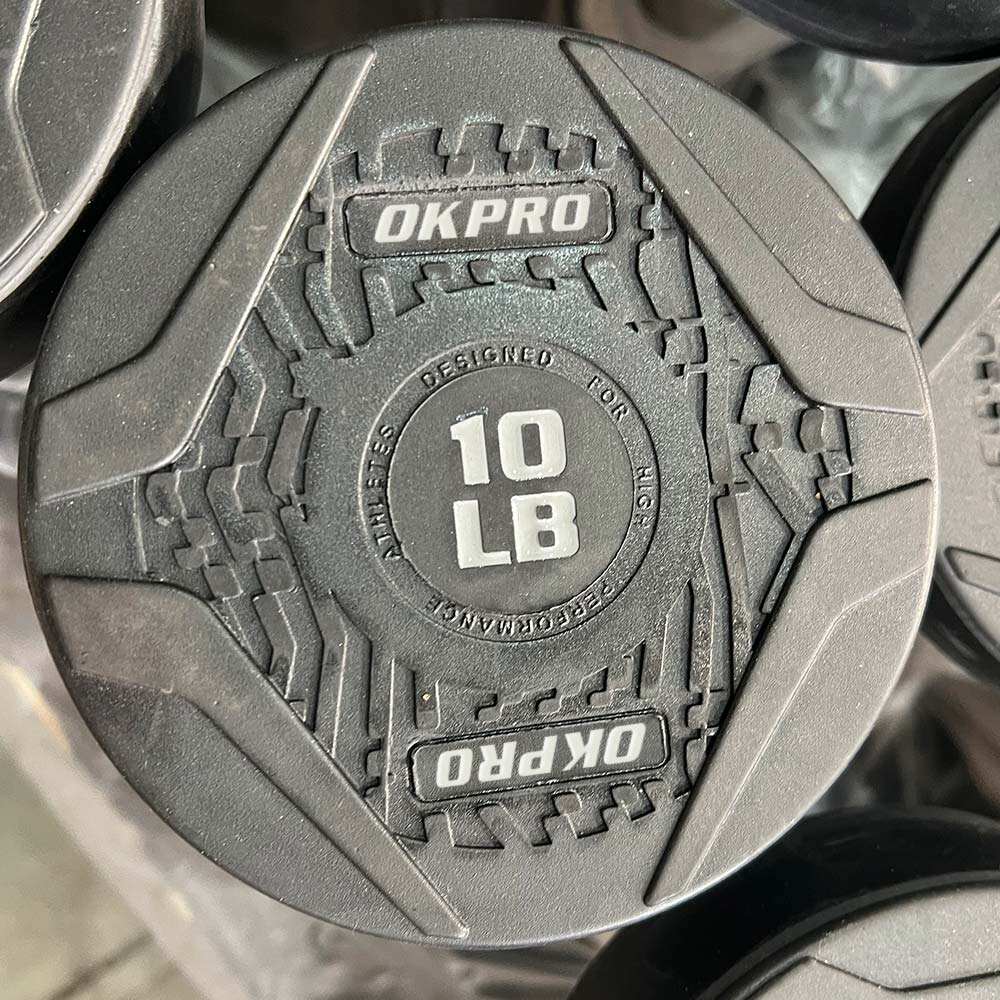 OKPRO
DESIGNED FOR HIGH PERFORMANCE ATHLETES
10
LB
OKPRO